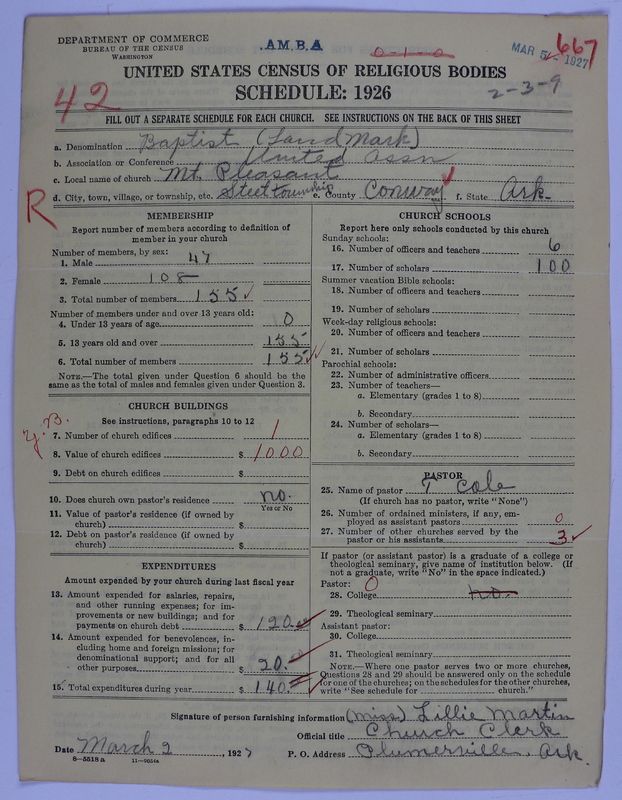 DEPARTMENT OF COMMERCE
BUREAU OF THE CENSUS
WASHINGTON
A.M.B.A
0-1-0
MAR 5 1927
667
UNITED STATES CENSUS OF RELIGIOUS BODIES
SCHEDULE: 1926
42
2-3-9
FILL OUT A SEPARATE SCHEDULE FOR EACH CHURCH. SEE INSTRUCTIONS ON THE BACK OF THIS SHEET
a. Denomination Baptist (Land Mark)
b. Association or Conference United Assn
c. Local name of church Mt. Pleasant
d. City, town, village, or township, etc. Steet township e. County Conway f. State Ark.
R
MEMBERSHIP
Report number of members according to definition of
member in your church
Number of members, by sex:
1. Male 47
2. Female 108
3. Total number of members 155
Number of members under and over 13 years old:
4. Under 13 years of age 0
5. 13 years old and over 155
6. Total number of members 155
NOTE.—The total given under Question 6 should be
same as the total of males and females given under Question 3.
CHURCH BUILDINGS
See instructions, paragraphs 10 to 12
7. Number of church edifices 1
8. Value of church edifices $ 1000
9. Debt on church edifices $
10. Does church own pastor's residence no.
Yes or No
11. Value of pastor's residence (if owned by
church) $
12. Debt on pastor's residence (if owned by
church) $
EXPENDITURES
Amount expended by your church during last fiscal year
13. Amount expended for salaries, repairs,
and other running expenses; for im-
provements or new buildings; and for
payments on church debt $ 120.00
14. Amount expended for benevolences, in-
cluding home and foreign missions; for
denominational support; and for all
other purposes $ 20.00
15. Total expenditures during year $ 140
CHURCH SCHOOLS
Report here only schools conducted by this church
Sunday schools:
16. Number of officers and teachers 6
17. Number of scholars 100
Summer vacation Bible schools:
18. Number of officers and teachers
19. Number of scholars
Week-day religious schools:
20. Number of officers and teachers
21. Number of scholars
Parochial schools:
22. Number of administrative officers
23. Number of teachers—
a. Elementary (grades 1 to 8)
b. Secondary
24. Number of scholars—
a. Elementary (grades 1 to 8)
b. Secondary
PASTOR
25. Name of pastor T Cole
(If church has no pastor, write "None")
26. Number of ordained ministers, if any, em-
ployed as assistant pastors 0
27. Number of other churches served by the
pastor or his assistants 3
If pastor (or assistant pastor) is a graduate of a college or
theological seminary, give name of institution below. (If
not a graduate, write "No" in the space indicated.)
Pastor:
28. College 0 no.
29. Theological seminary
Assistant pastor:
30. College
31. Theological seminary
NOTE.—Where one pastor serves two or more churches,
Questions 28 and 29 should be answered only on the schedule
for one of the churches; on the schedules for the other churches,
write "See schedule for church."
Signature of person furnishing information (Miss) Lillie Martin
Official title Church Clerk
Date March 2, 1927 P. O. Address Plumerville, Ark.
8-5518 a 11-9054a